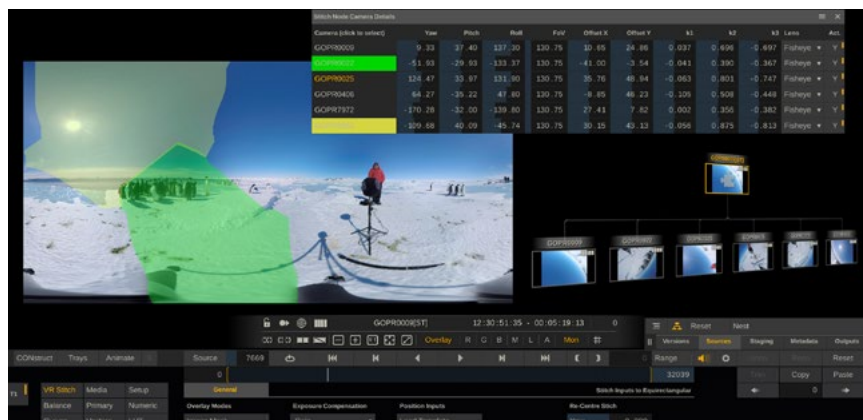 Stitch Node Camera Details
Camera (click to select) Yaw Pitch Roll FoV Offset X Offset Y k1 k2 k3 Lens Act.
GOPR0009 9.33 37.40 137.30 130.75 10.65 24.86 0.037 0.696 -0.697 Fisheye Y
GOPR0022 -51.93 -29.93 -133.37 130.75 -41.00 -3.54 -0.041 0.390 -0.367 Fisheye Y
GOPR0025 124.47 33.97 131.90 130.75 35.76 48.94 -0.063 0.801 -0.747 Fisheye Y
GOPR0406 64.27 -35.22 47.80 130.75 -8.85 48.23 -0.105 0.508 -0.448 Fisheye Y
GOPR7972 -170.28 -32.00 -139.80 130.75 27.41 7.82 0.002 0.356 -0.382 Fisheye Y
-109.68 40.09 -45.74 130.75 30.15 43.13 -0.056 0.875 -0.813 Fisheye Y
GOPR0009
GOPR0009[ST] 12:30:51:35 - 00:05:19:13 0
Overlay R G B M L A Mon
Reset Nest
Versions Sources Staging Metadata Outputs
CONstruct Trays Animate Source 7669 Range Reset
0 32039 Copy Paste
VR Stitch Media Setup General Stitch Inputs to Equirectangular 0
Balance Primary Numeric Overlay Modes Exposure Compensation Position Inputs Re-Centre Stitch